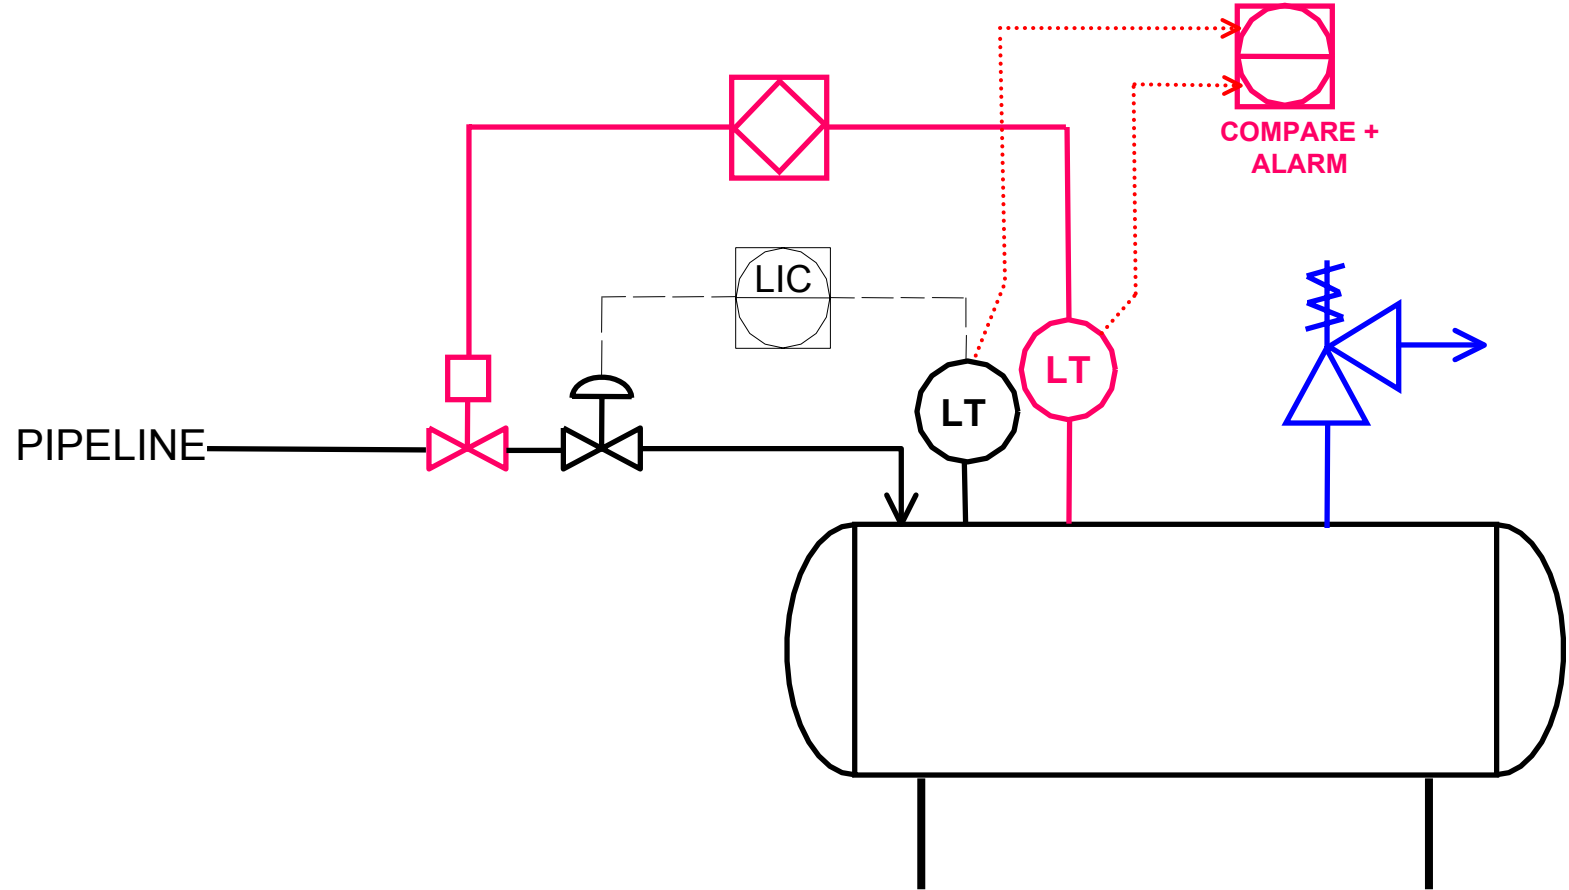 COMPARE +
ALARM
LIC
LT
LT
PIPELINE